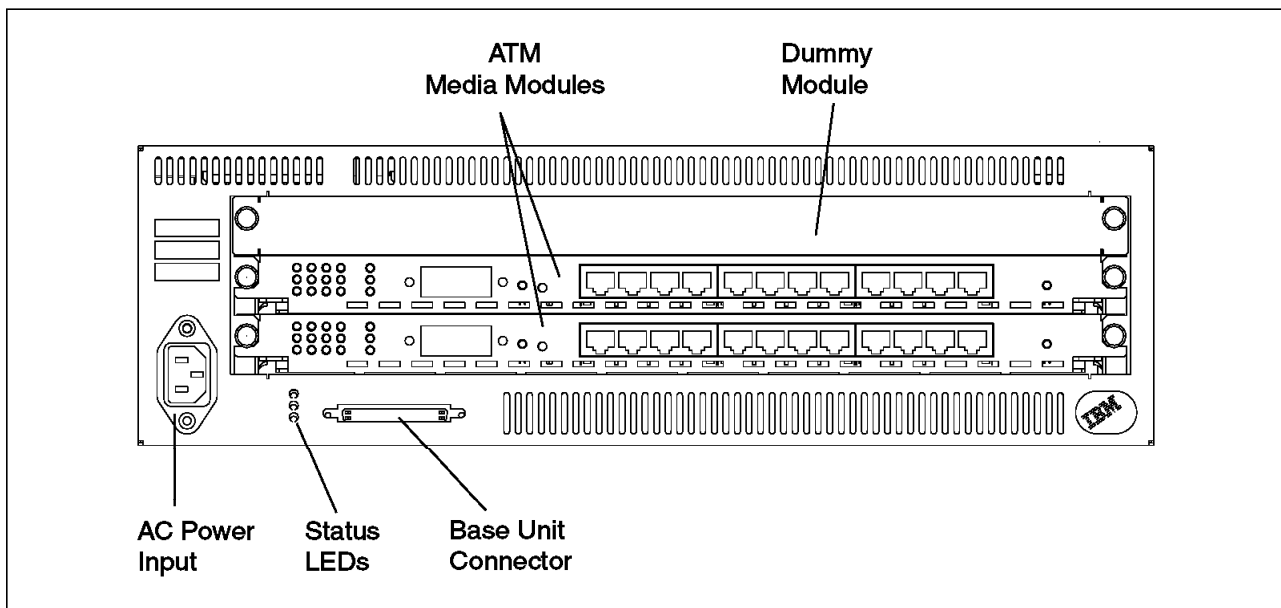 ATM
Media Modules
Dummy
Module
IBM
AC Power
Input
Status
LEDs
Base Unit
Connector